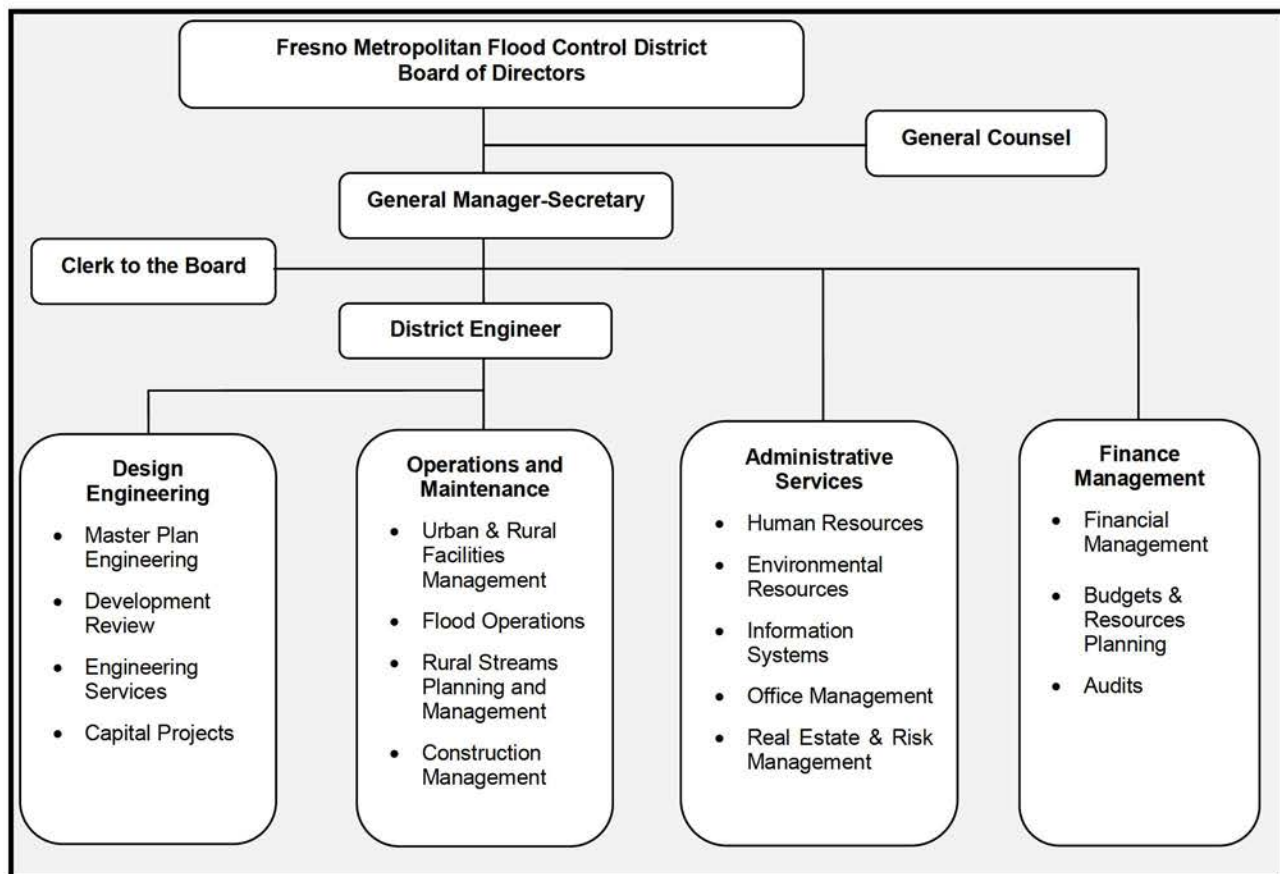 Fresno Metropolitan Flood Control District
Board of Directors
General Counsel
General Manager-Secretary
Clerk to the Board
District Engineer
Design
Engineering
• Master Plan
Engineering
• Development
Review
• Engineering
Services
• Capital Projects
Operations and
Maintenance
• Urban & Rural
Facilities
Management
• Flood Operations
• Rural Streams
Planning and
Management
• Construction
Management
Administrative
Services
• Human Resources
• Environmental
Resources
• Information
Systems
• Office Management
• Real Estate & Risk
Management
Finance
Management
• Financial
Management
• Budgets &
Resources
Planning
• Audits